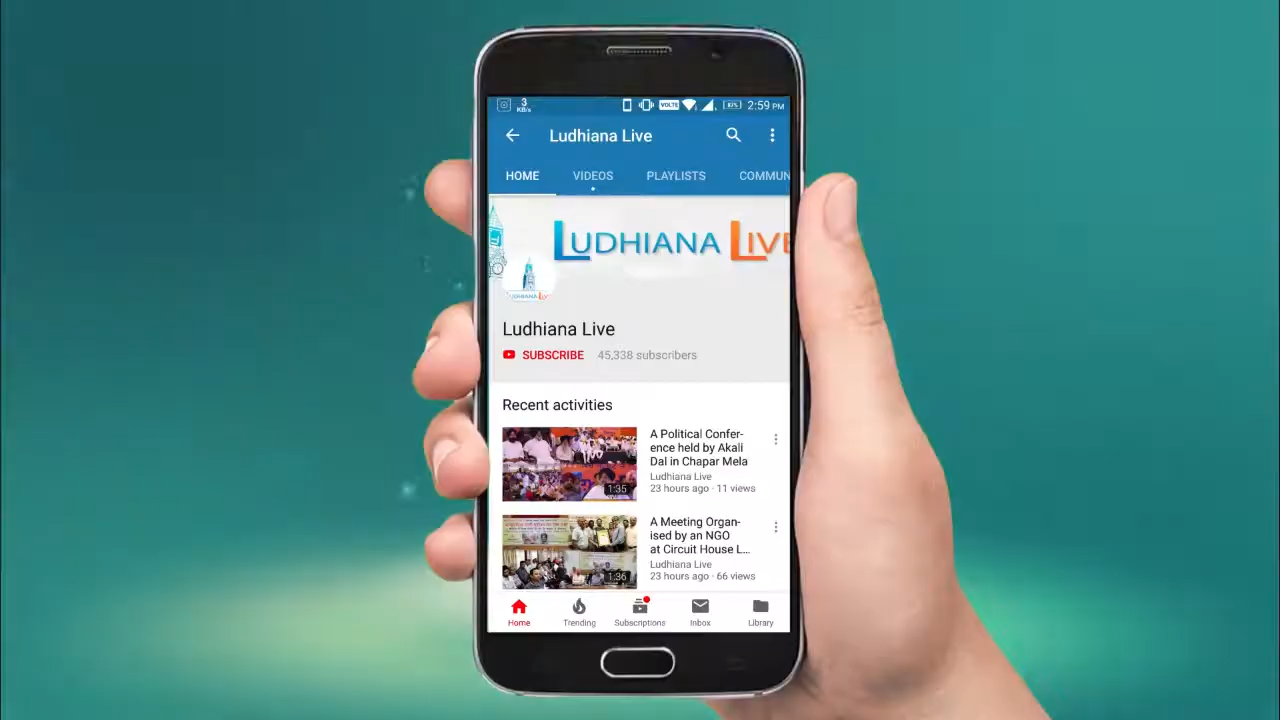 3
KB/s
VOLTE
87%
2:59 PM
Ludhiana Live
HOME
VIDEOS
PLAYLISTS
COMMUN
LUDHIANA LIVE
LUDHIANA LIV
Ludhiana Live
SUBSCRIBE
45,338 subscribers
Recent activities
A Political Confer-
ence held by Akali
Dal in Chapar Mela
Ludhiana Live
23 hours ago · 11 views
1:35
A Meeting Organ-
ised by an NGO
at Circuit House L...
Ludhiana Live
23 hours ago · 66 views
1:36
Home
Trending
Subscriptions
Inbox
Library